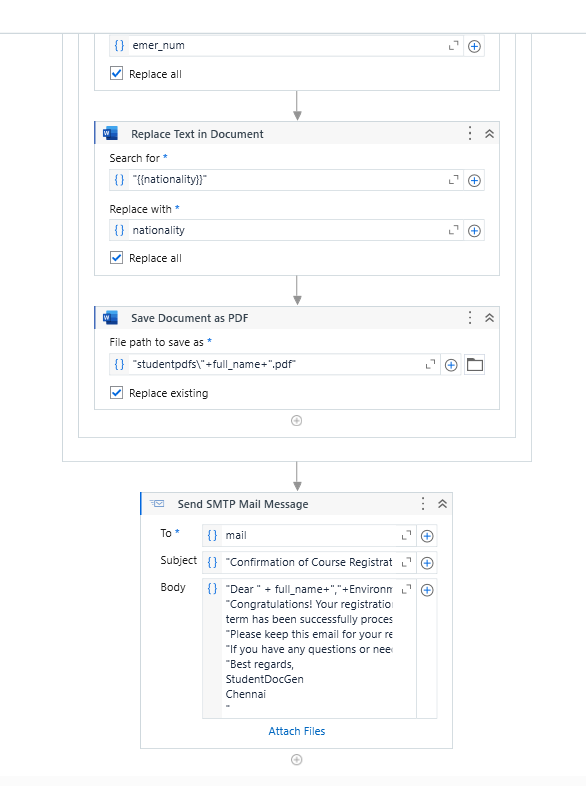 {} emer_num
Replace all
Replace Text in Document
Search for *
{} "{{nationality}}"
Replace with *
{} nationality
Replace all
Save Document as PDF
File path to save as *
{} "studentpdfs\"+full_name+".pdf"
Replace existing
Send SMTP Mail Message
To * {} mail
Subject {} "Confirmation of Course Registrat
Body {} "Dear " + full_name+","+Environm
"Congratulations! Your registration
term has been successfully proces
"Please keep this email for your re
"If you have any questions or need
"Best regards,
StudentDocGen
Chennai
"
Attach Files